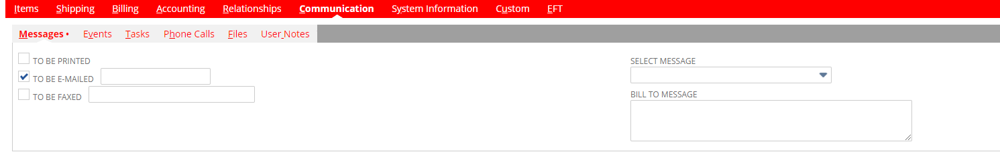 Items Shipping Billing Accounting Relationships Communication System Information Custom EFT
Messages • Events Tasks Phone Calls Files User Notes
TO BE PRINTED
TO BE E-MAILED
TO BE FAXED
SELECT MESSAGE
BILL TO MESSAGE